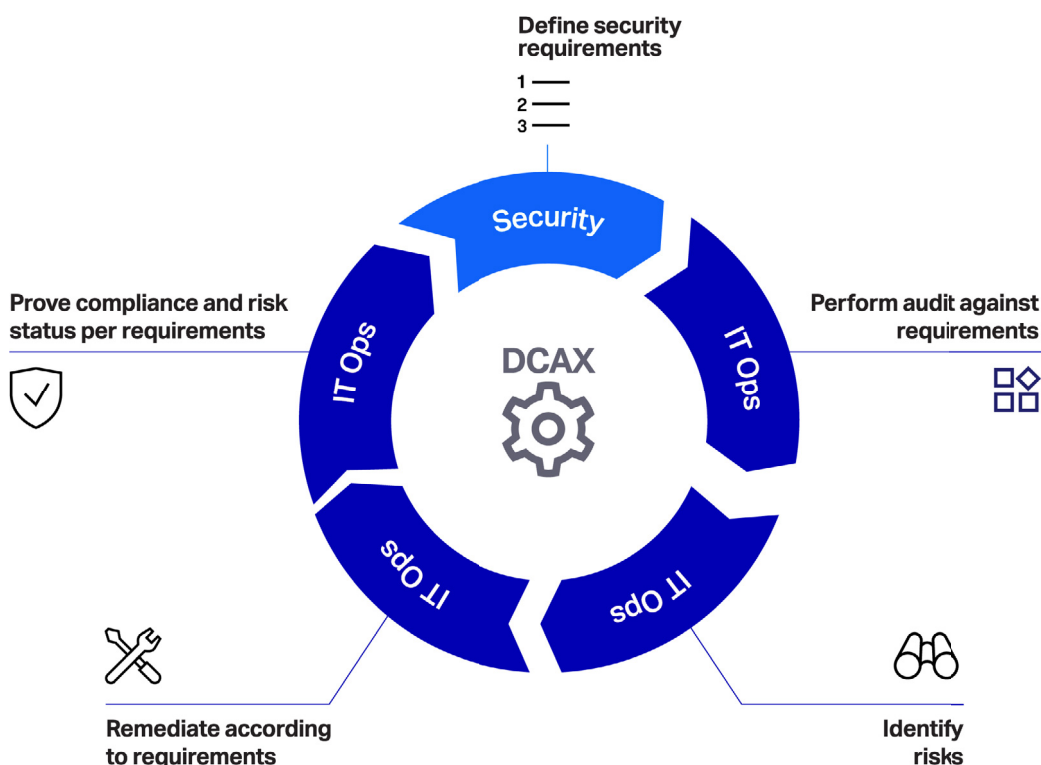 Define security
requirements
1
2
3
Security
Prove compliance and risk
status per requirements
Perform audit against
requirements
IT Ops
IT Ops
DCAX
IT Ops
IT Ops
Remediate according
to requirements
Identify
risks